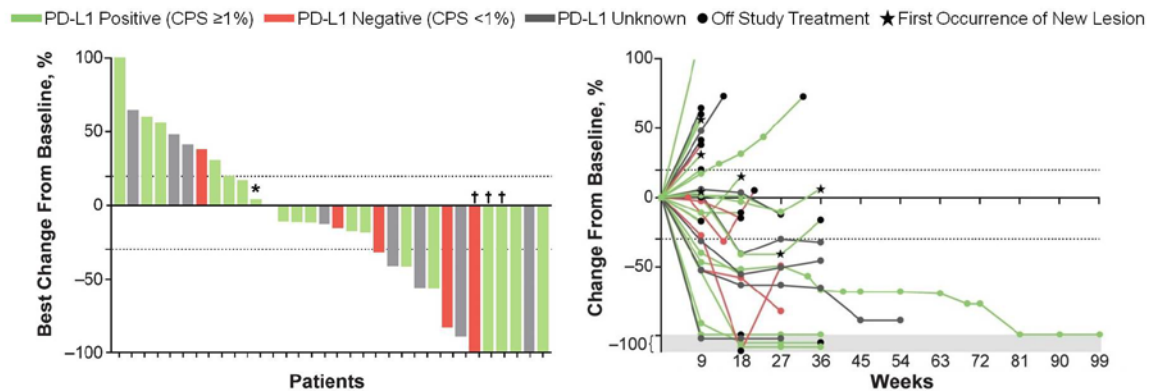 PD-L1 Positive (CPS ≥1%) PD-L1 Negative (CPS <1%) PD-L1 Unknown ● Off Study Treatment ★ First Occurrence of New Lesion
Best Change From Baseline, %
100
50
0
–50
–100
*
† † †
Patients
Change From Baseline, %
100
50
0
–50
–100{
9 18 27 36 45 54 63 72 81 90 99
Weeks